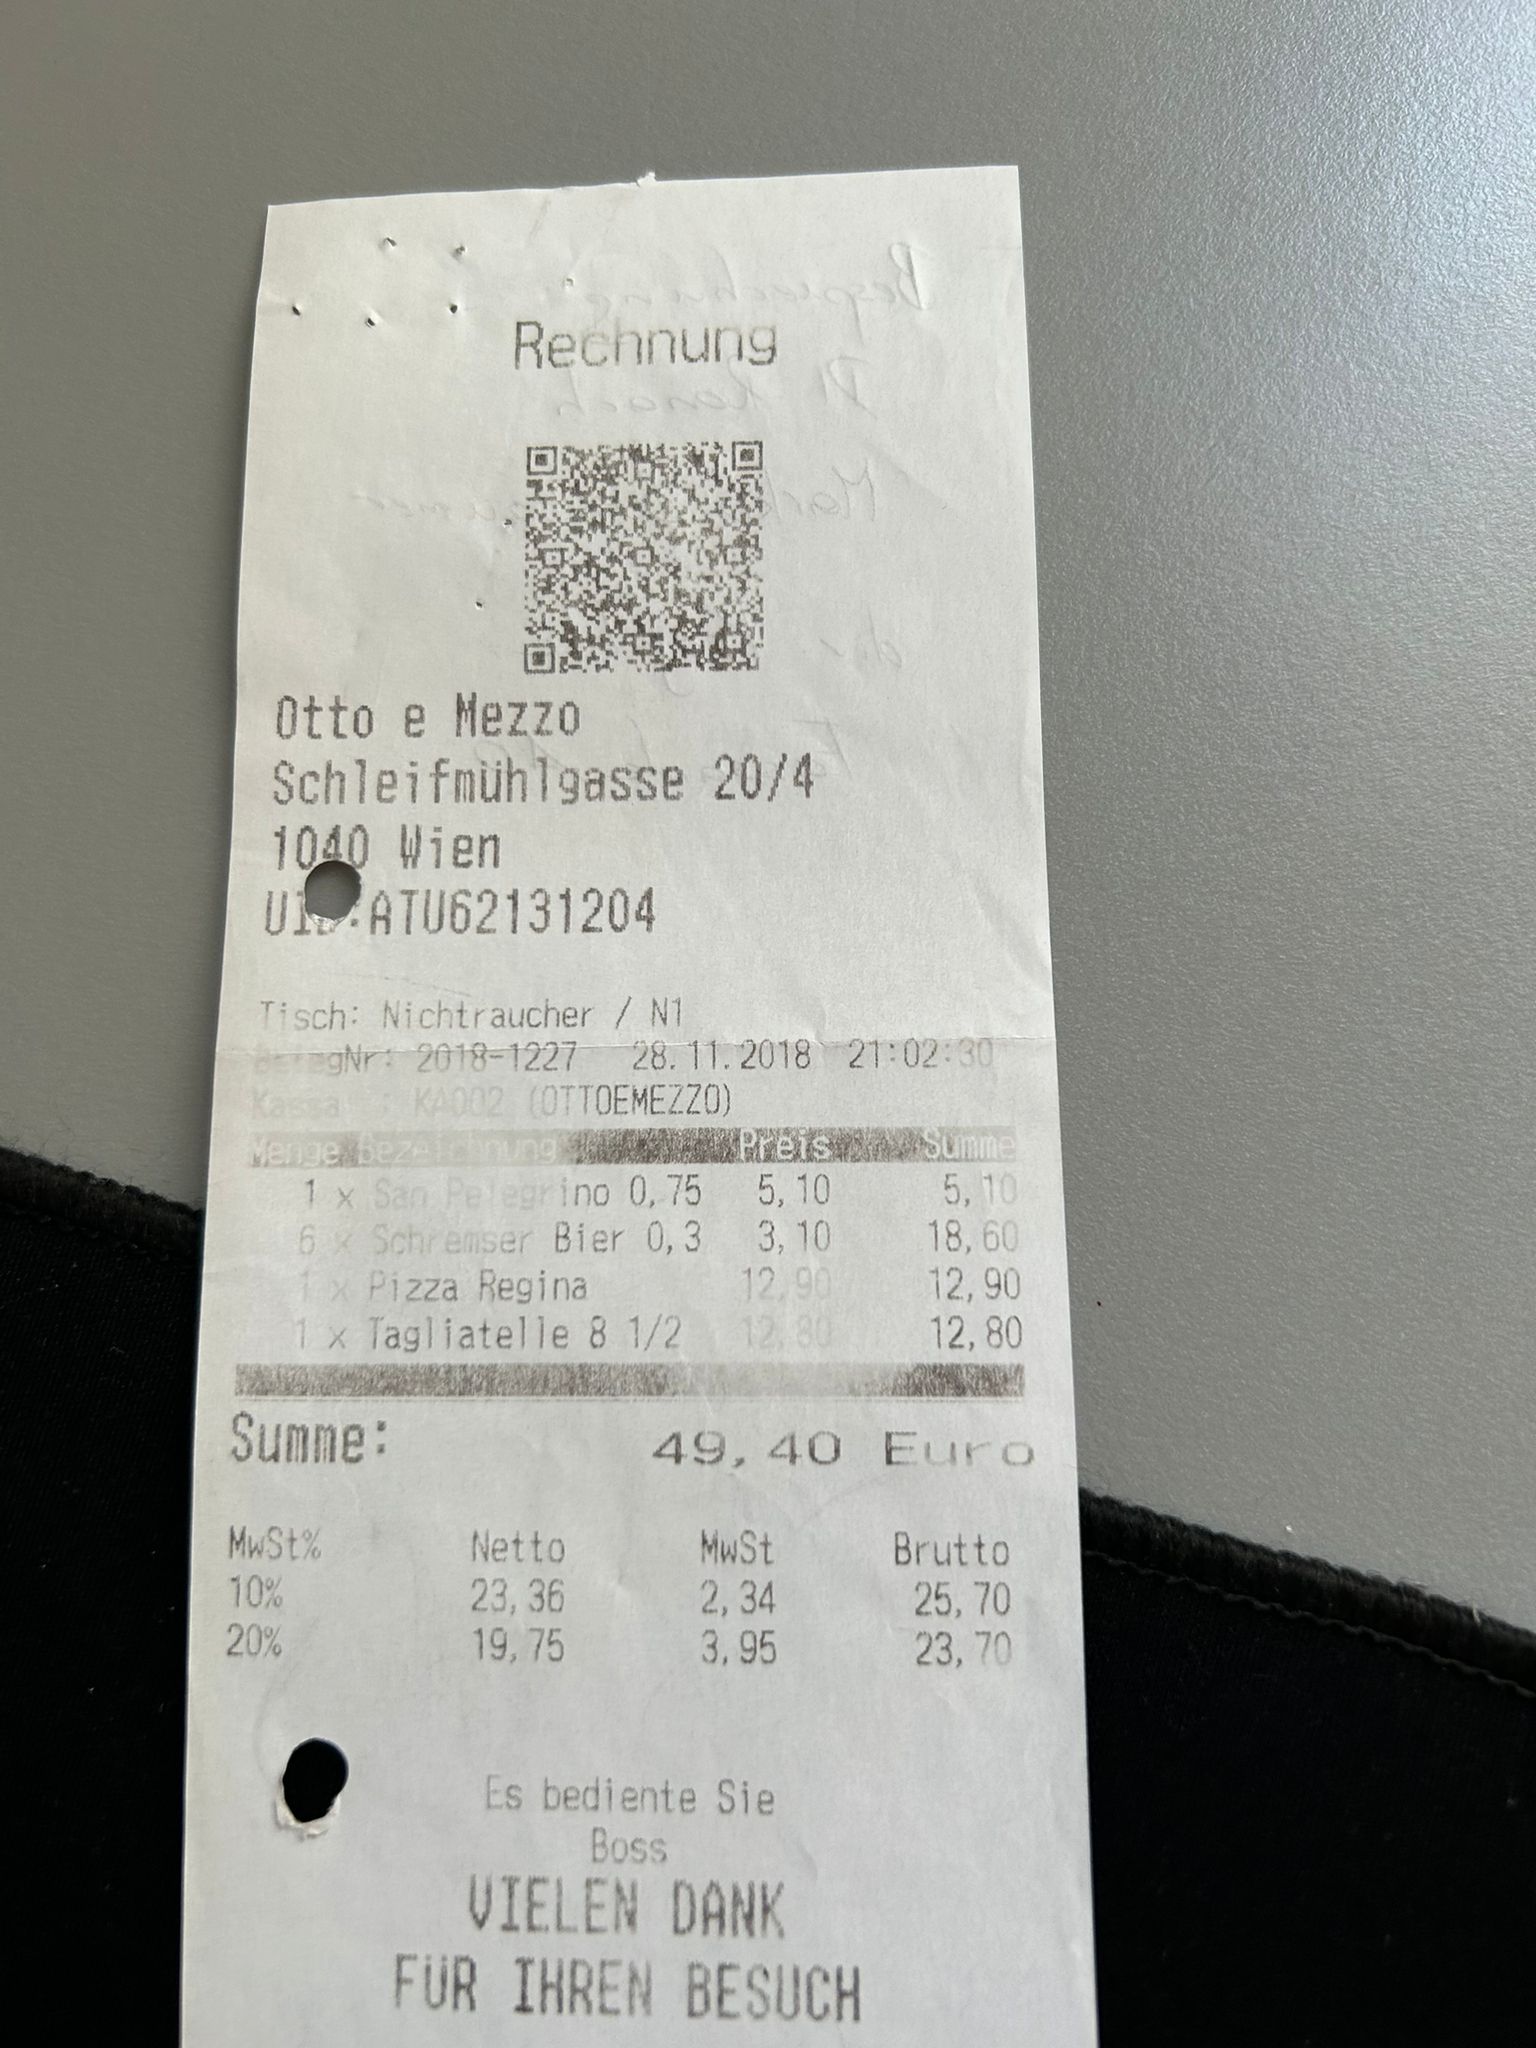 Rechnung
Otto e Mezzo
Schleifmühlgasse 20/4
1040 Wien
UID:ATU62131204
Tisch: Nichtraucher / N1
BelegNr: 2018-1227 28.11.2018 21:02:30
Kassa : KA002 (OTTOEMEZZO)
Menge Bezeichnung Preis Summe
1 x San Pelegrino 0,75 5,10 5,10
6 x Schremser Bier 0,3 3,10 18,60
1 x Pizza Regina 12,90 12,90
1 x Tagliatelle 8 1/2 12,80 12,80
Summe: 49,40 Euro
MwSt% Netto MwSt Brutto
10% 23,36 2,34 25,70
20% 19,75 3,95 23,70
Es bediente Sie
Boss
VIELEN DANK
FÜR IHREN BESUCH